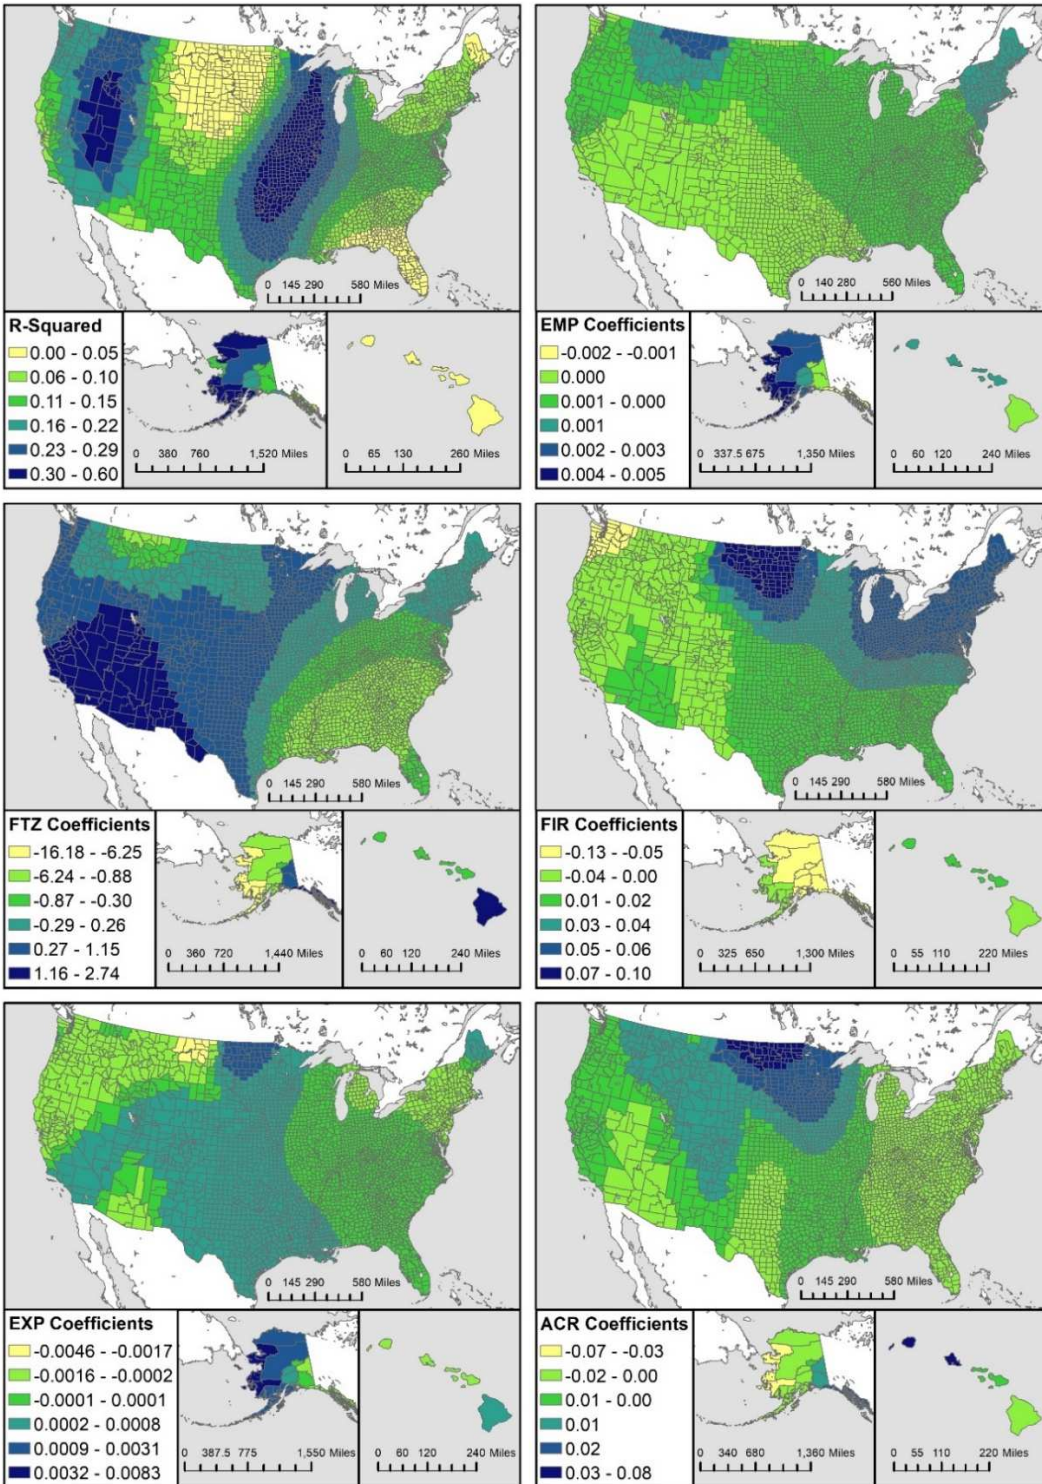 0 145 290 580 Miles
R-Squared
0.00 - 0.05
0.06 - 0.10
0.11 - 0.15
0.16 - 0.22
0.23 - 0.29
0.30 - 0.60
0 380 760 1,520 Miles
0 65 130 260 Miles
0 140 280 560 Miles
EMP Coefficients
-0.002 - -0.001
0.000
0.001 - 0.000
0.001
0.002 - 0.003
0.004 - 0.005
0 337.5 675 1,350 Miles
0 60 120 240 Miles
0 145 290 580 Miles
FTZ Coefficients
-16.18 - -6.25
-6.24 - -0.88
-0.87 - -0.30
-0.29 - 0.26
0.27 - 1.15
1.16 - 2.74
0 360 720 1,440 Miles
0 60 120 240 Miles
0 145 290 580 Miles
FIR Coefficients
-0.13 - -0.05
-0.04 - 0.00
0.01 - 0.02
0.03 - 0.04
0.05 - 0.06
0.07 - 0.10
0 325 650 1,300 Miles
0 55 110 220 Miles
0 145 290 580 Miles
EXP Coefficients
-0.0046 - -0.0017
-0.0016 - -0.0002
-0.0001 - 0.0001
0.0002 - 0.0008
0.0009 - 0.0031
0.0032 - 0.0083
0 387.5 775 1,550 Miles
0 60 120 240 Miles
0 145 290 580 Miles
ACR Coefficients
-0.07 - -0.03
-0.02 - 0.00
0.01 - 0.00
0.01
0.02
0.03 - 0.08
0 340 680 1,360 Miles
0 55 110 220 Miles